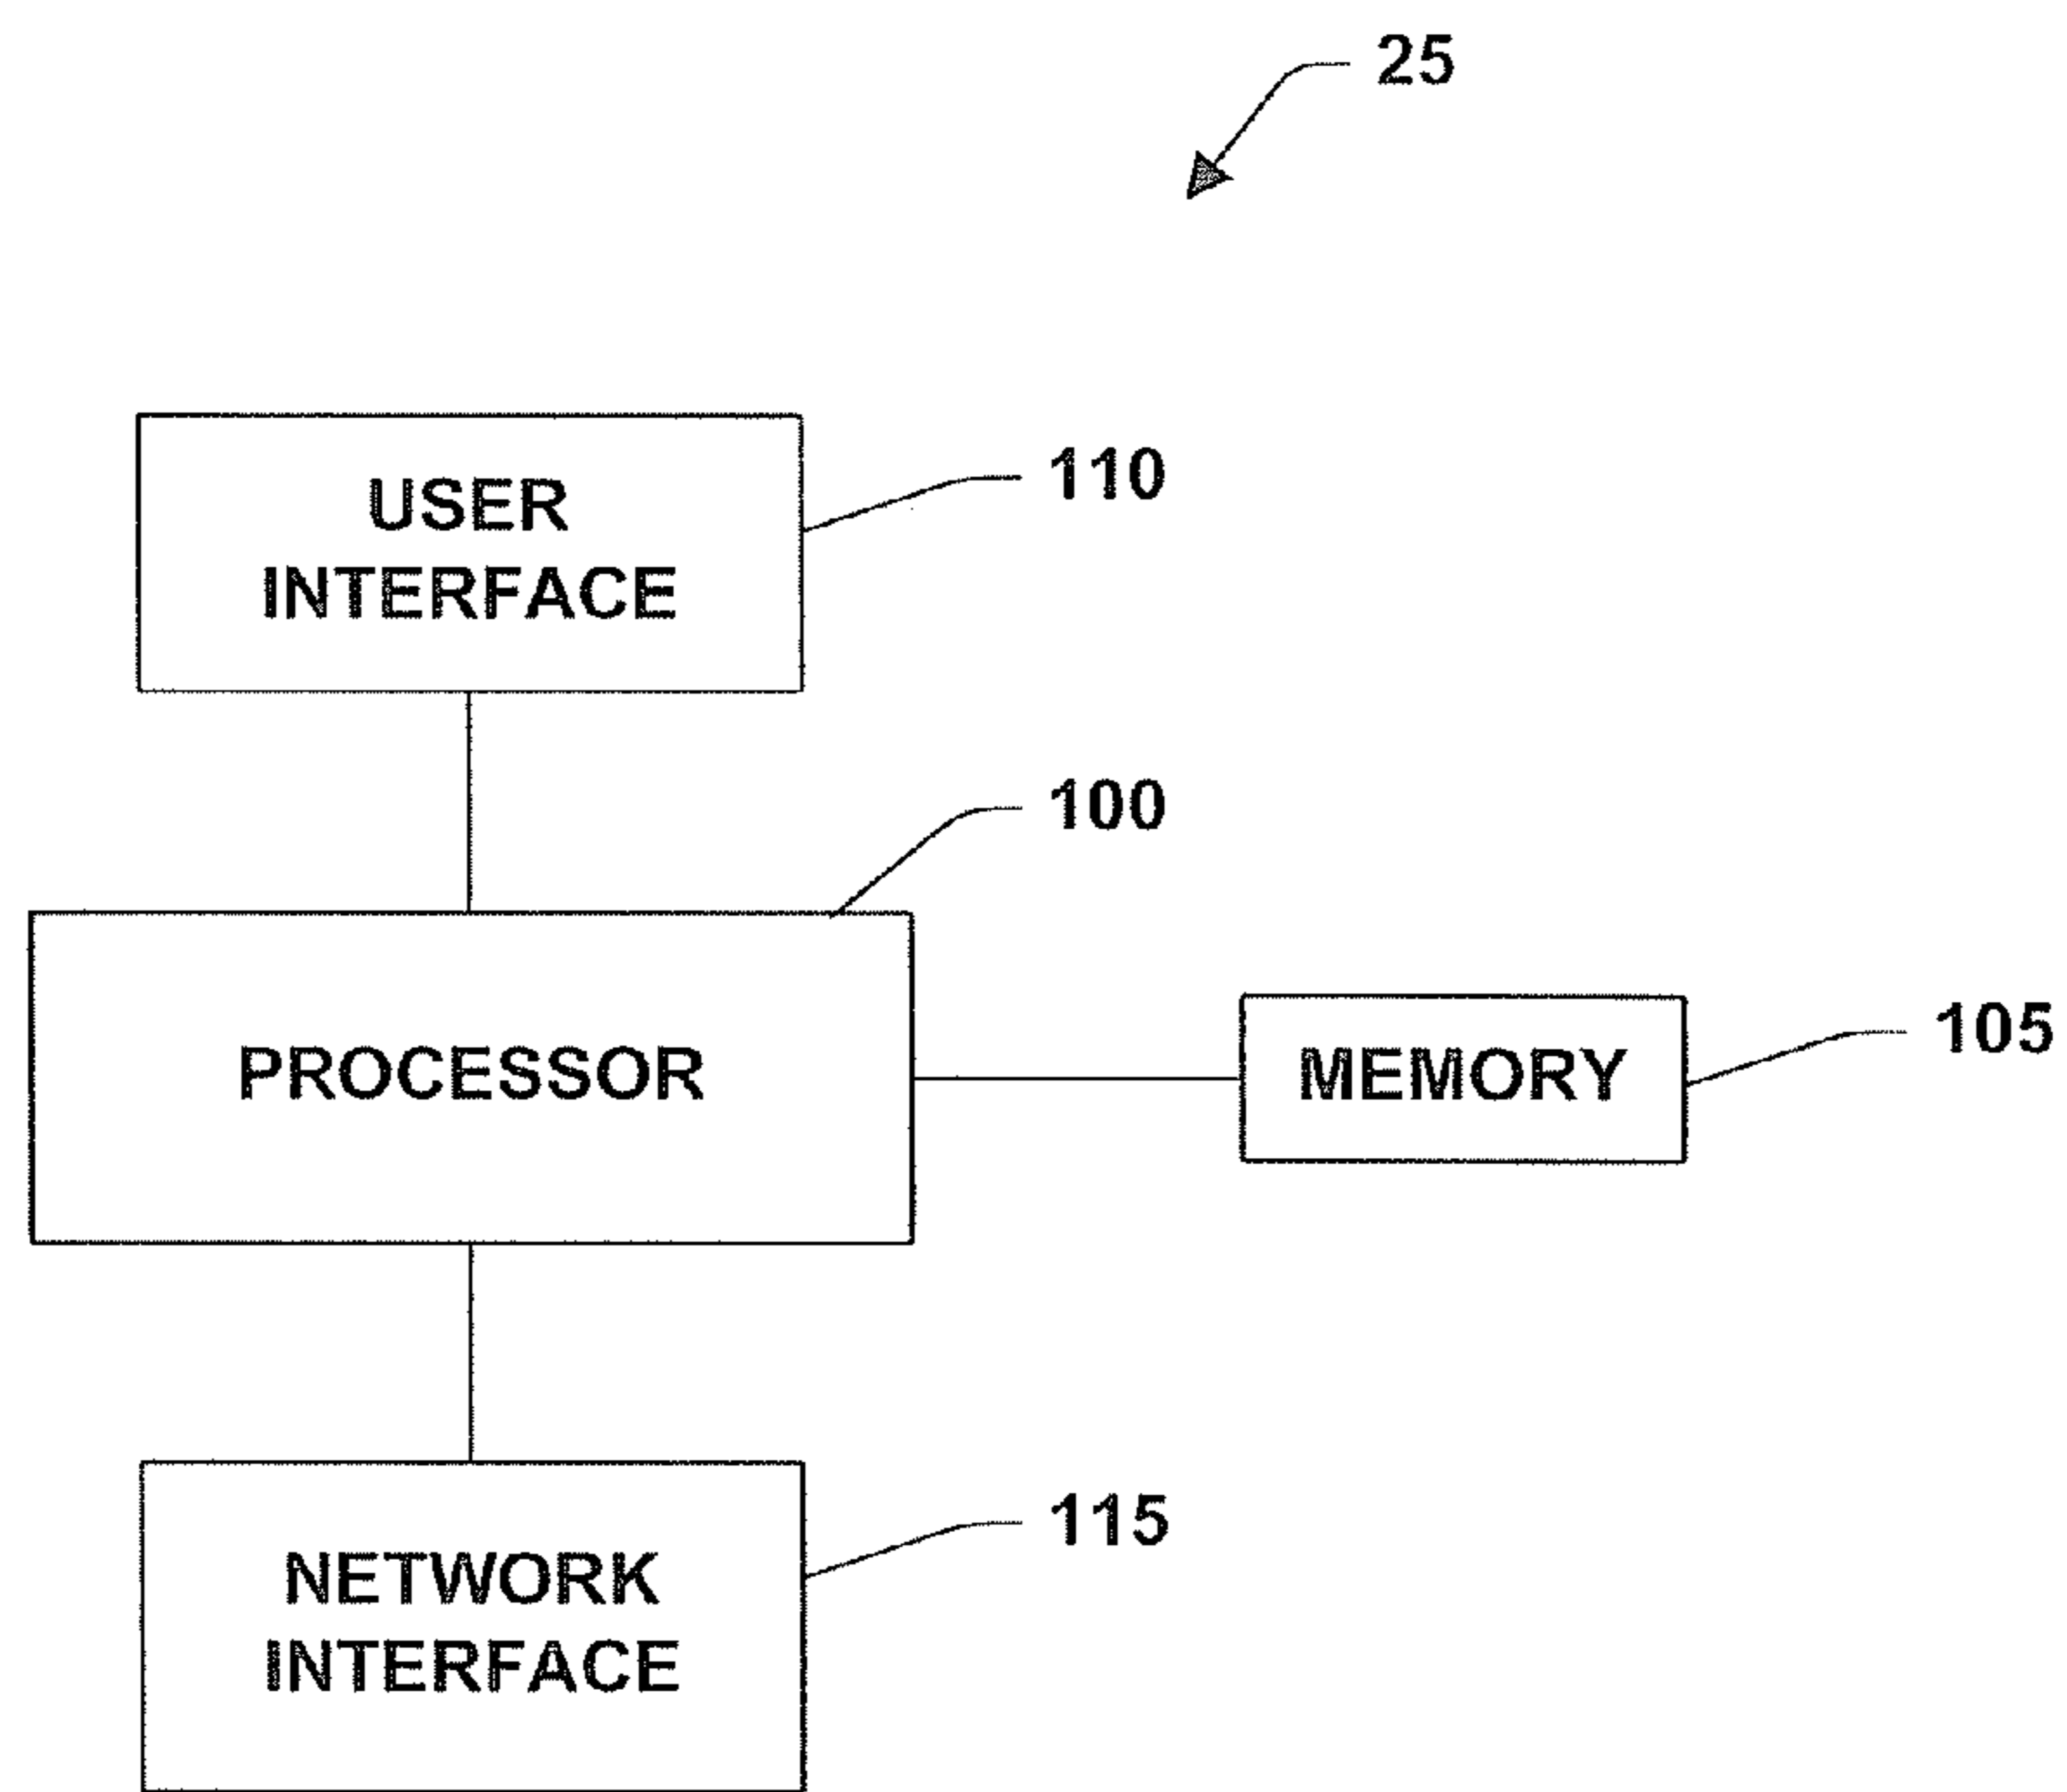 25
USER
INTERFACE
110
100
PROCESSOR
MEMORY
105
NETWORK
INTERFACE
115